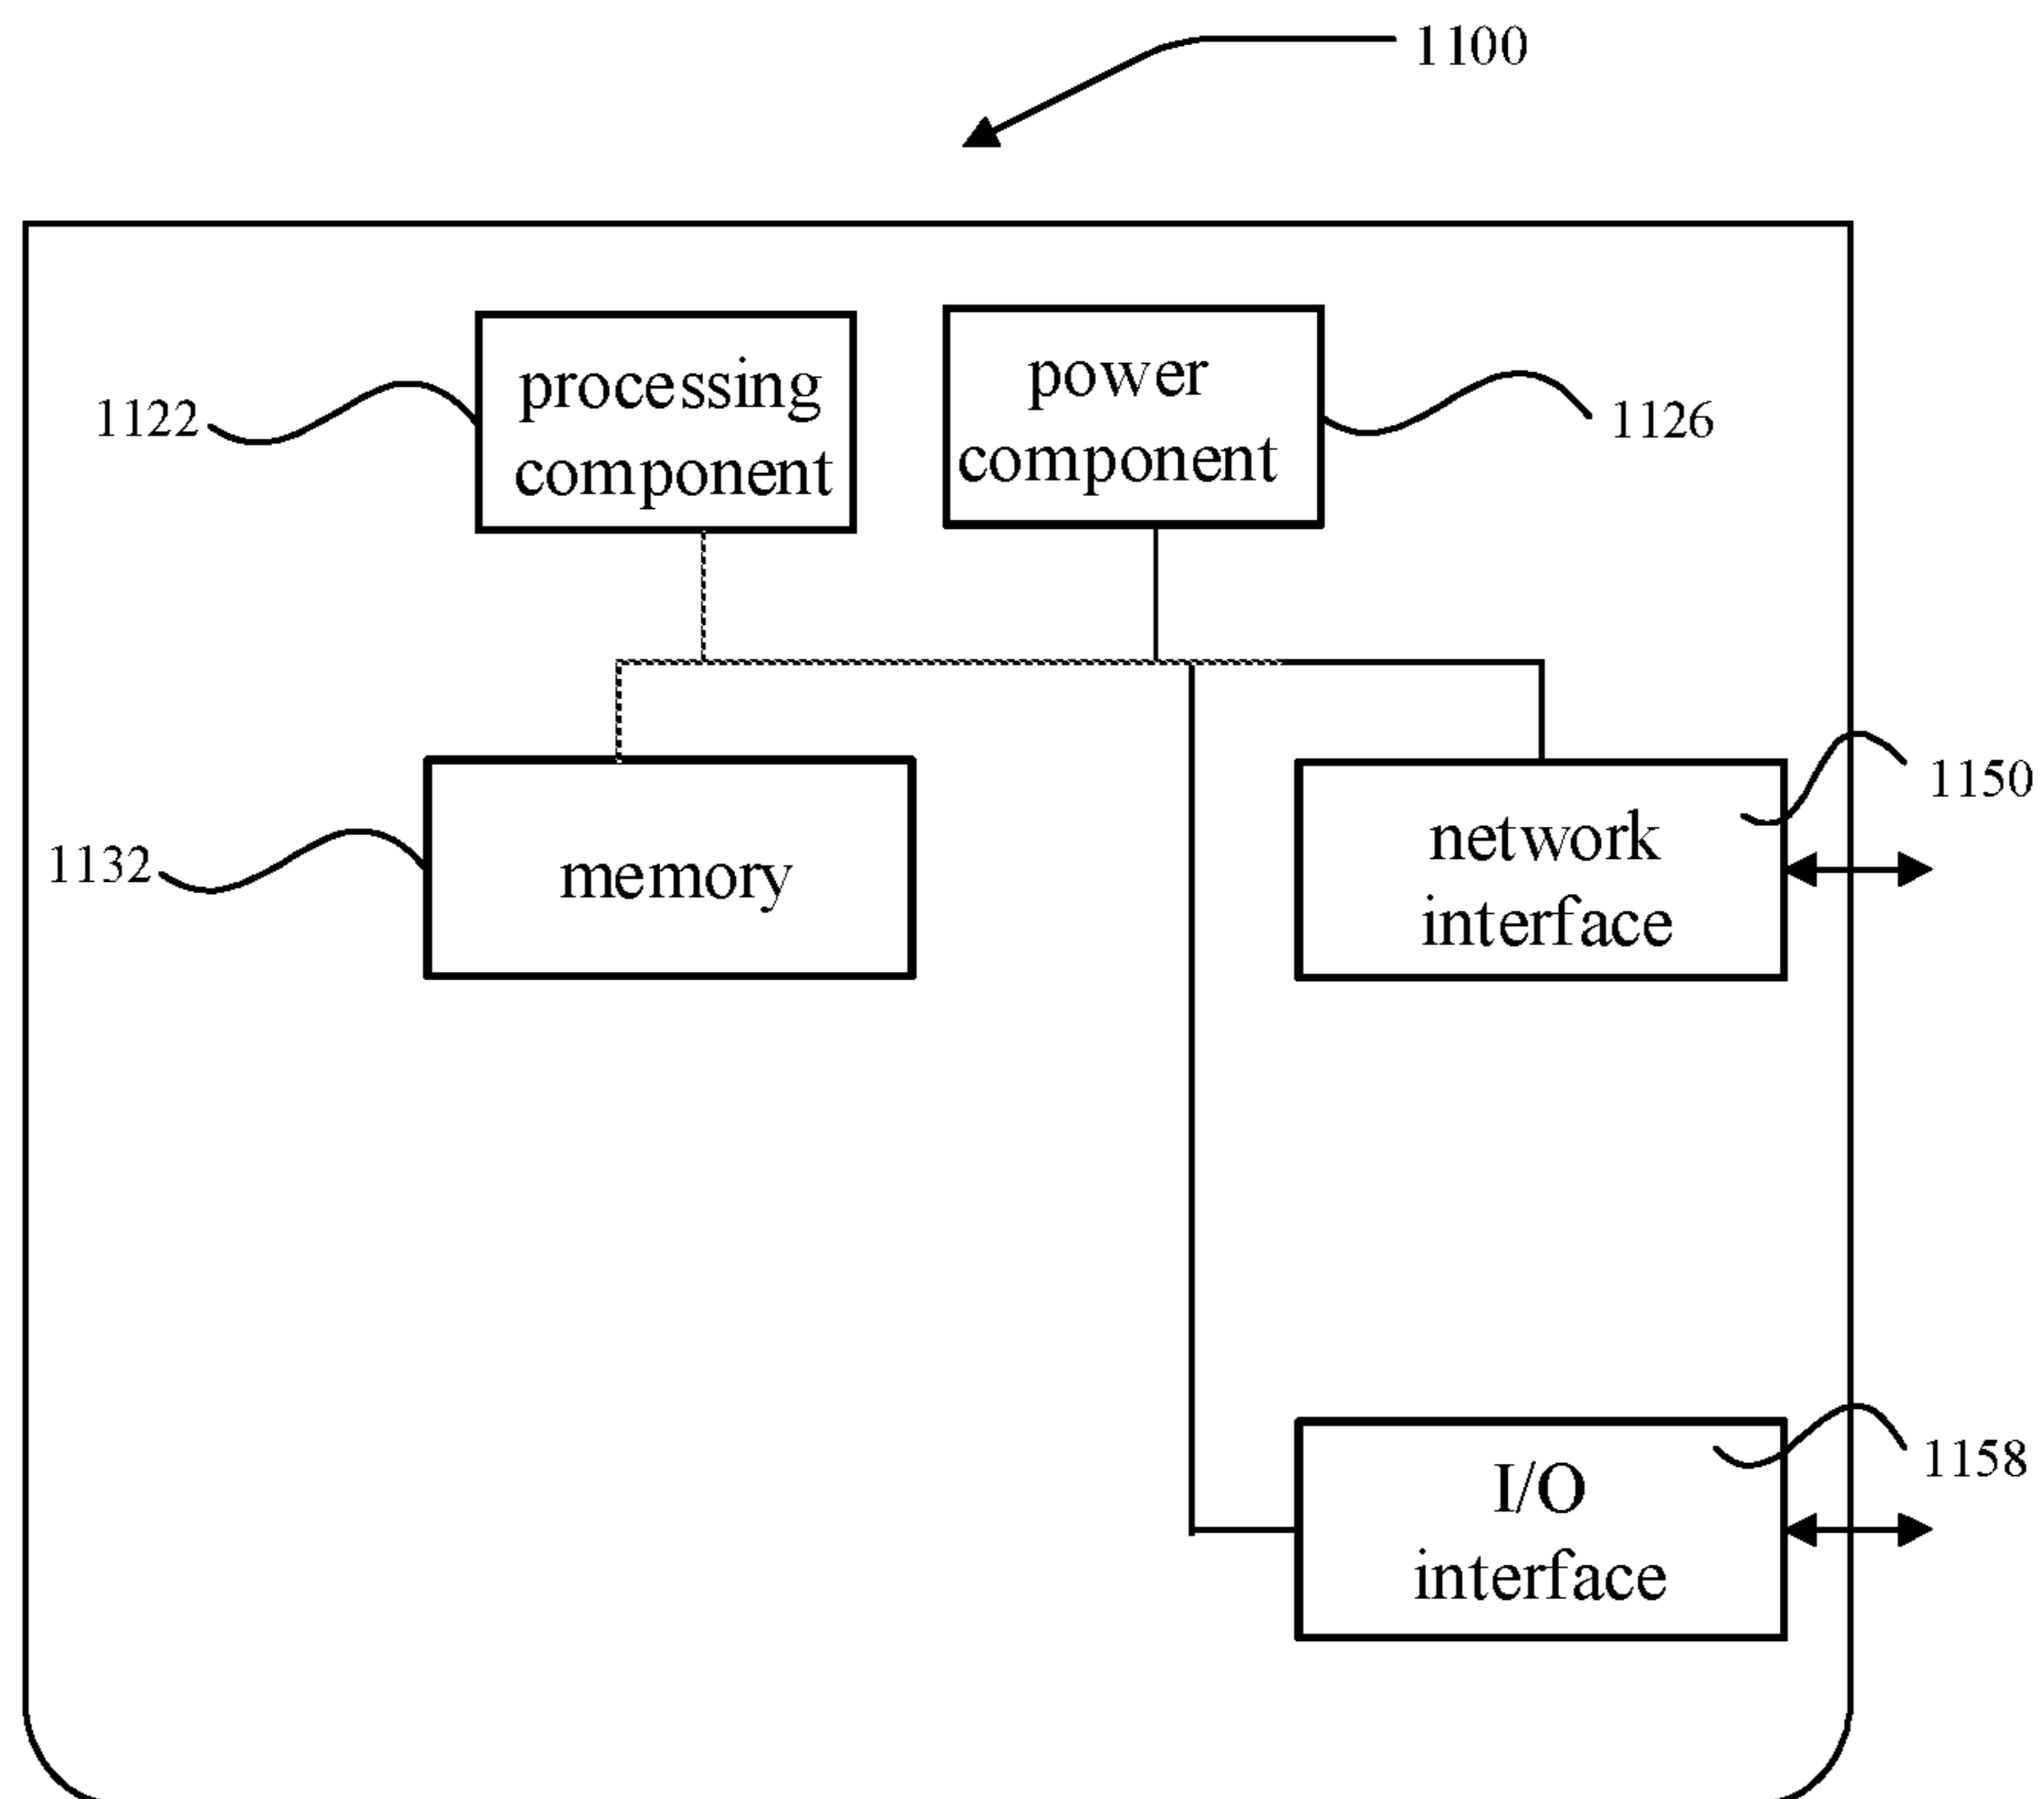 1100
processing
component
power
component
1122
1126
1150
network
interface
1132
memory
1158
I/O
interface